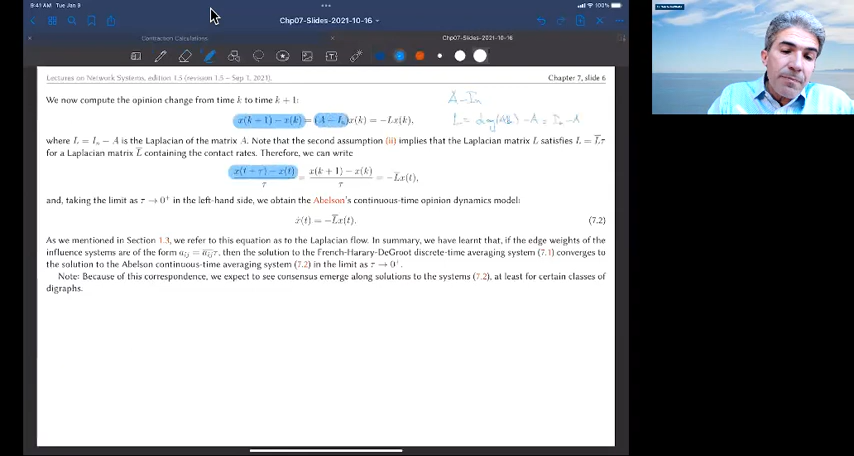 9:41 AM Tue Jan 9
100%
Chp07-Slides-2021-10-16
Contraction Calculations
Chp07-Slides-2021-10-16
Lectures on Network Systems, edition 1.5 (revision 1.5 – Sep 1, 2021). Chapter 7, slide 6
We now compute the opinion change from time k to time k + 1:
A - Iₙ
x(k + 1) − x(k) = (A − Iₙ)x(k) = −Lx(k),
L = diag( ) - A = Iₙ - A
where L = Iₙ − A is the Laplacian of the matrix A. Note that the second assumption (ii) implies that the Laplacian matrix L satisfies L = L̅τ
for a Laplacian matrix L̅ containing the contact rates. Therefore, we can write
x(t + τ) − x(t) / τ = x(k + 1) − x(k) / τ = −L̅x(t),
and, taking the limit as τ → 0⁺ in the left-hand side, we obtain the Abelson's continuous-time opinion dynamics model:
ẋ(t) = −L̅x(t). (7.2)
As we mentioned in Section 1.3, we refer to this equation as to the Laplacian flow. In summary, we have learnt that, if the edge weights of the
influence systems are of the form aᵢⱼ = a̅ᵢⱼτ, then the solution to the French-Harary-DeGroot discrete-time averaging system (7.1) converges to
the solution to the Abelson continuous-time averaging system (7.2) in the limit as τ → 0⁺.
Note: Because of this correspondence, we expect to see consensus emerge along solutions to the systems (7.2), at least for certain classes of
digraphs.